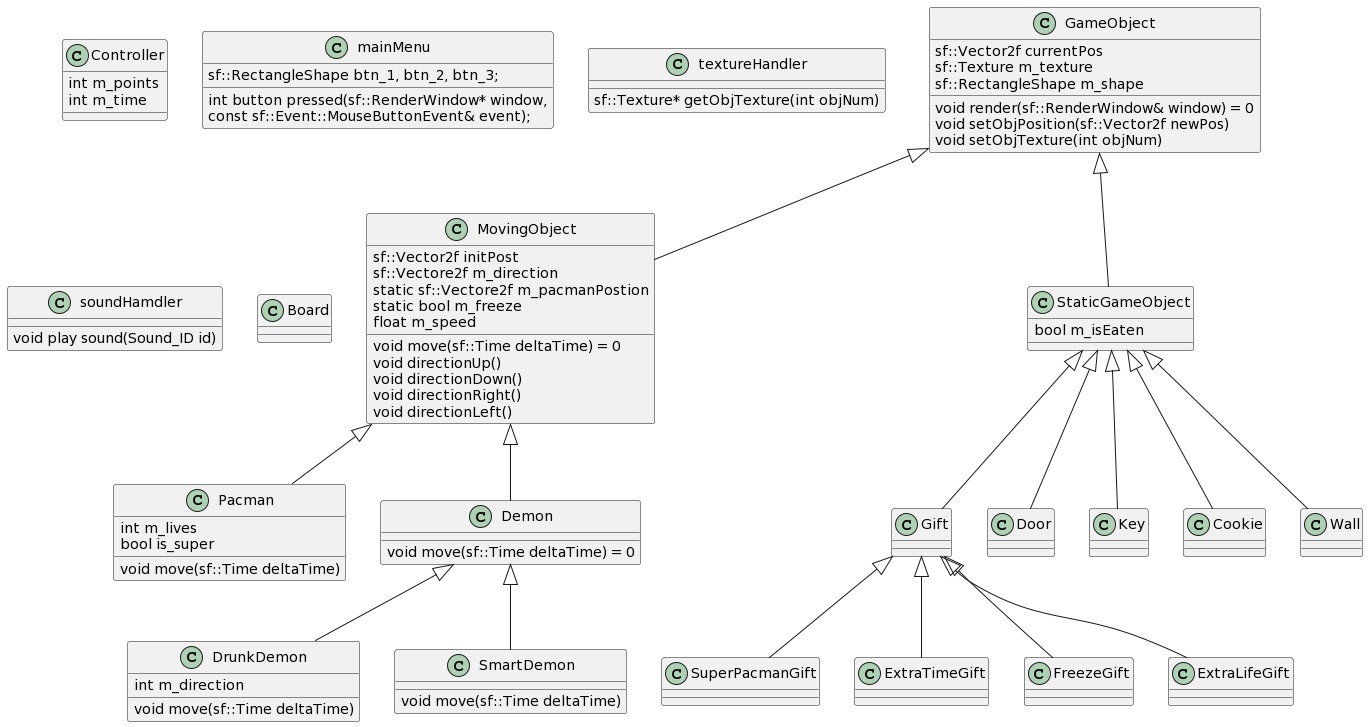 C Controller
int m_points
int m_time
C mainMenu
sf::RectangleShape btn_1, btn_2, btn_3;
int button pressed(sf::RenderWindow* window,
const sf::Event::MouseButtonEvent& event);
C textureHandler
sf::Texture* getObjTexture(int objNum)
C GameObject
sf::Vector2f currentPos
sf::Texture m_texture
sf::RectangleShape m_shape
void render(sf::RenderWindow& window) = 0
void setObjPosition(sf::Vector2f newPos)
void setObjTexture(int objNum)
C soundHamdler
void play sound(Sound_ID id)
C Board
C MovingObject
sf::Vector2f initPost
sf::Vectore2f m_direction
static sf::Vectore2f m_pacmanPostion
static bool m_freeze
float m_speed
void move(sf::Time deltaTime) = 0
void directionUp()
void directionDown()
void directionRight()
void directionLeft()
C StaticGameObject
bool m_isEaten
C Pacman
int m_lives
bool is_super
void move(sf::Time deltaTime)
C Demon
void move(sf::Time deltaTime) = 0
C Gift
C Door
C Key
C Cookie
C Wall
C DrunkDemon
int m_direction
void move(sf::Time deltaTime)
C SmartDemon
void move(sf::Time deltaTime)
C SuperPacmanGift
C ExtraTimeGift
C FreezeGift
C ExtraLifeGift